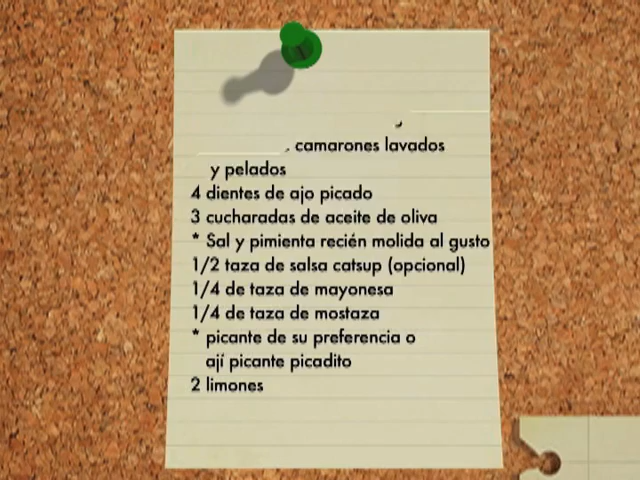 camarones lavados
y pelados
4 dientes de ajo picado
3 cucharadas de aceite de oliva
* Sal y pimienta recién molida al gusto
1/2 taza de salsa catsup (opcional)
1/4 de taza de mayonesa
1/4 de taza de mostaza
* picante de su preferencia o
ají picante picadito
2 limones